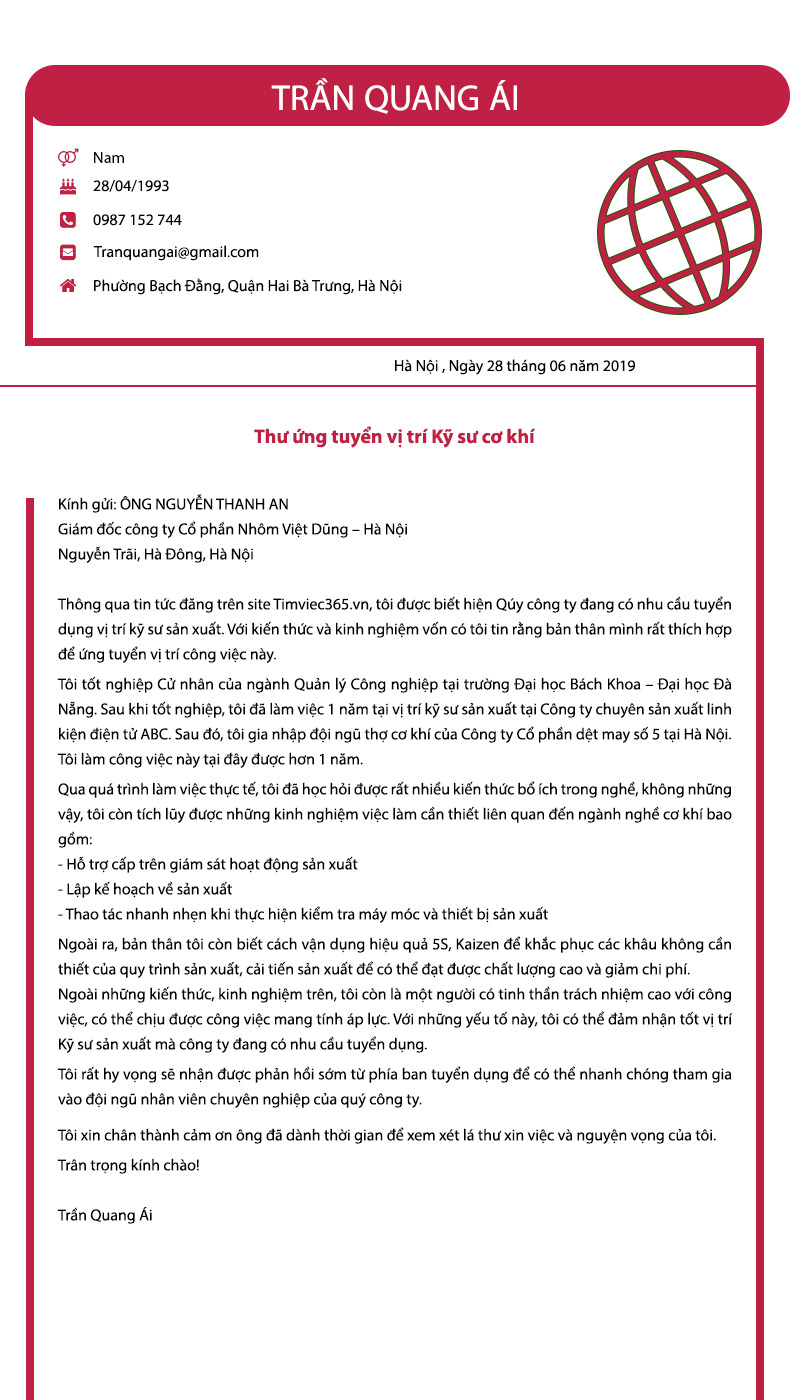 TRẦN QUANG ÁI
Nam
28/04/1993
0987 152 744
Tranquangai@gmail.com
Phường Bạch Đằng, Quận Hai Bà Trưng, Hà Nội
Hà Nội , Ngày 28 tháng 06 năm 2019
Thư ứng tuyển vị trí Kỹ sư cơ khí
Kính gửi: ÔNG NGUYỄN THANH AN
Giám đốc công ty Cổ phần Nhôm Việt Dũng – Hà Nội
Nguyễn Trãi, Hà Đông, Hà Nội
Thông qua tin tức đăng trên site Timviec365.vn, tôi được biết hiện Qúy công ty đang có nhu cầu tuyển
dụng vị trí kỹ sư sản xuất. Với kiến thức và kinh nghiệm vốn có tôi tin rằng bản thân mình rất thích hợp
để ứng tuyển vị trí công việc này.
Tôi tốt nghiệp Cử nhân của ngành Quản lý Công nghiệp tại trường Đại học Bách Khoa – Đại học Đà
Nẵng. Sau khi tốt nghiệp, tôi đã làm việc 1 năm tại vị trí kỹ sư sản xuất tại Công ty chuyên sản xuất linh
kiện điện tử ABC. Sau đó, tôi gia nhập đội ngũ thợ cơ khí của Công ty Cổ phần dệt may số 5 tại Hà Nội.
Tôi làm công việc này tại đây được hơn 1 năm.
Qua quá trình làm việc thực tế, tôi đã học hỏi được rất nhiều kiến thức bổ ích trong nghề, không những
vậy, tôi còn tích lũy được những kinh nghiệm việc làm cần thiết liên quan đến ngành nghề cơ khí bao
gồm:
- Hỗ trợ cấp trên giám sát hoạt động sản xuất
- Lập kế hoạch về sản xuất
- Thao tác nhanh nhẹn khi thực hiện kiểm tra máy móc và thiết bị sản xuất
Ngoài ra, bản thân tôi còn biết cách vận dụng hiệu quả 5S, Kaizen để khắc phục các khâu không cần
thiết của quy trình sản xuất, cải tiến sản xuất để có thể đạt được chất lượng cao và giảm chi phí.
Ngoài những kiến thức, kinh nghiệm trên, tôi còn là một người có tinh thần trách nhiệm cao với công
việc, có thể chịu được công việc mang tính áp lực. Với những yếu tố này, tôi có thể đảm nhận tốt vị trí
Kỹ sư sản xuất mà công ty đang có nhu cầu tuyển dụng.
Tôi rất hy vọng sẽ nhận được phản hồi sớm từ phía ban tuyển dụng để có thể nhanh chóng tham gia
vào đội ngũ nhân viên chuyên nghiệp của quý công ty.
Tôi xin chân thành cảm ơn ông đã dành thời gian để xem xét lá thư xin việc và nguyện vọng của tôi.
Trân trọng kính chào!
Trần Quang Ái